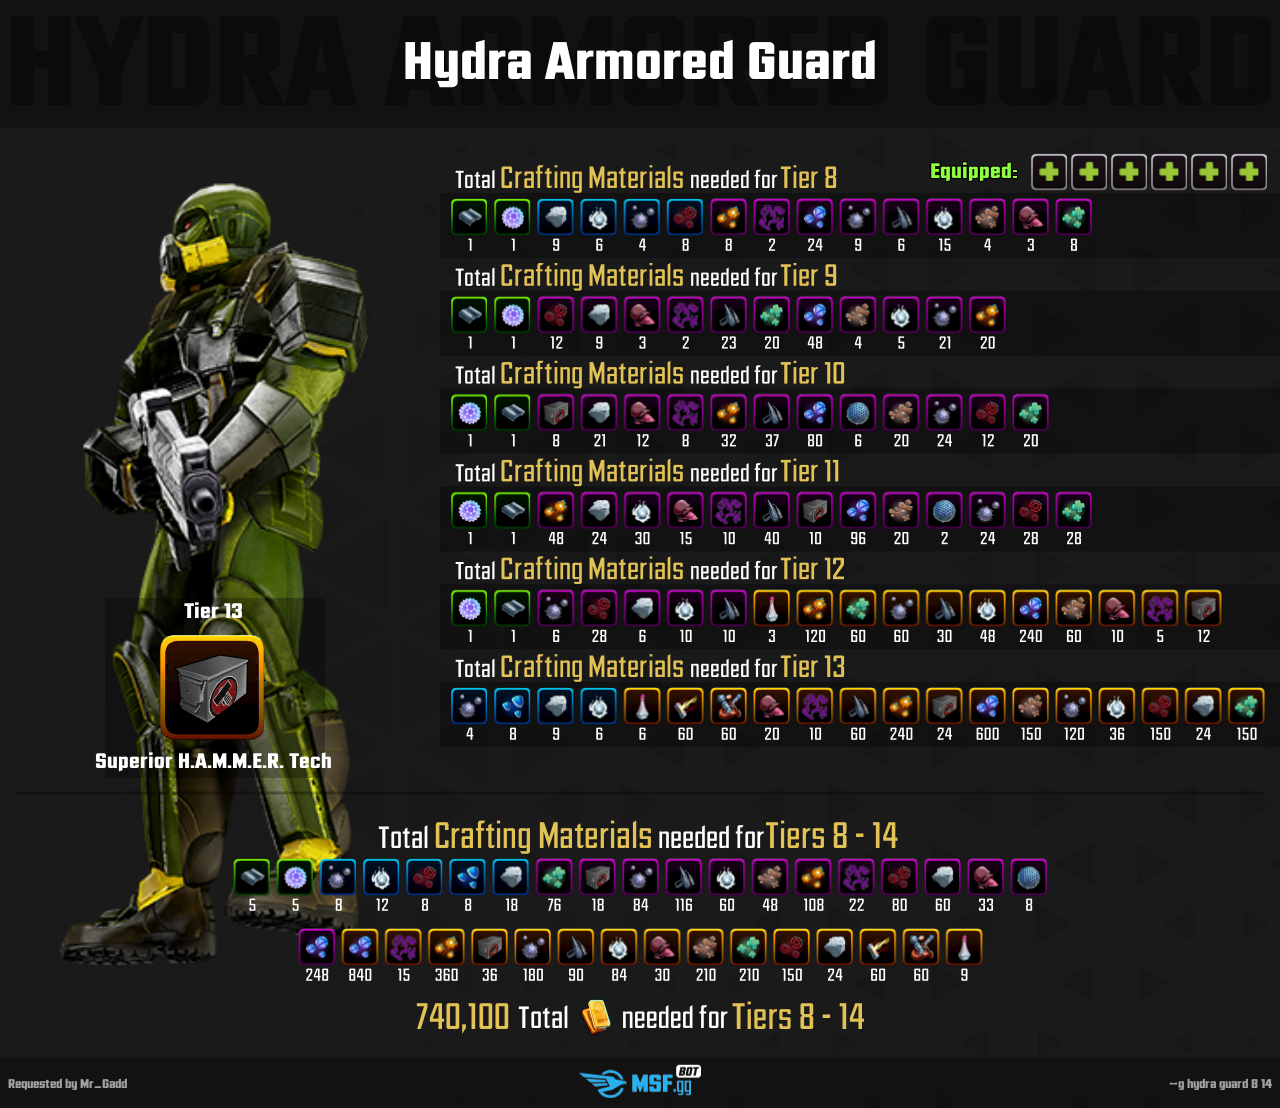 HYDRA ARMORED GUARD
Hydra Armored Guard
Equipped:
Total Crafting Materials needed for Tier 8
1 1 9 6 4 8 8 2 24 9 6 15 4 3 8
Total Crafting Materials needed for Tier 9
1 1 12 9 3 2 23 20 48 4 5 21 20
Total Crafting Materials needed for Tier 10
1 1 8 21 12 8 32 37 80 6 20 24 12 20
Total Crafting Materials needed for Tier 11
1 1 48 24 30 15 10 40 10 96 20 2 24 28 28
Total Crafting Materials needed for Tier 12
1 1 6 28 6 10 10 3 120 60 60 30 48 240 60 10 5 12
Total Crafting Materials needed for Tier 13
4 8 9 6 6 60 60 20 10 60 240 24 600 150 120 36 150 24 150
Tier 13
Superior H.A.M.M.E.R. Tech
Total Crafting Materials needed for Tiers 8 - 14
5 5 8 12 8 8 18 76 18 84 116 60 48 108 22 80 60 33 8
248 840 15 360 36 180 90 84 30 210 210 150 24 60 60 9
740,100 Total needed for Tiers 8 - 14
Requested by Mr_Gadd
MSF.gg BOT
~g hydra guard 8 14